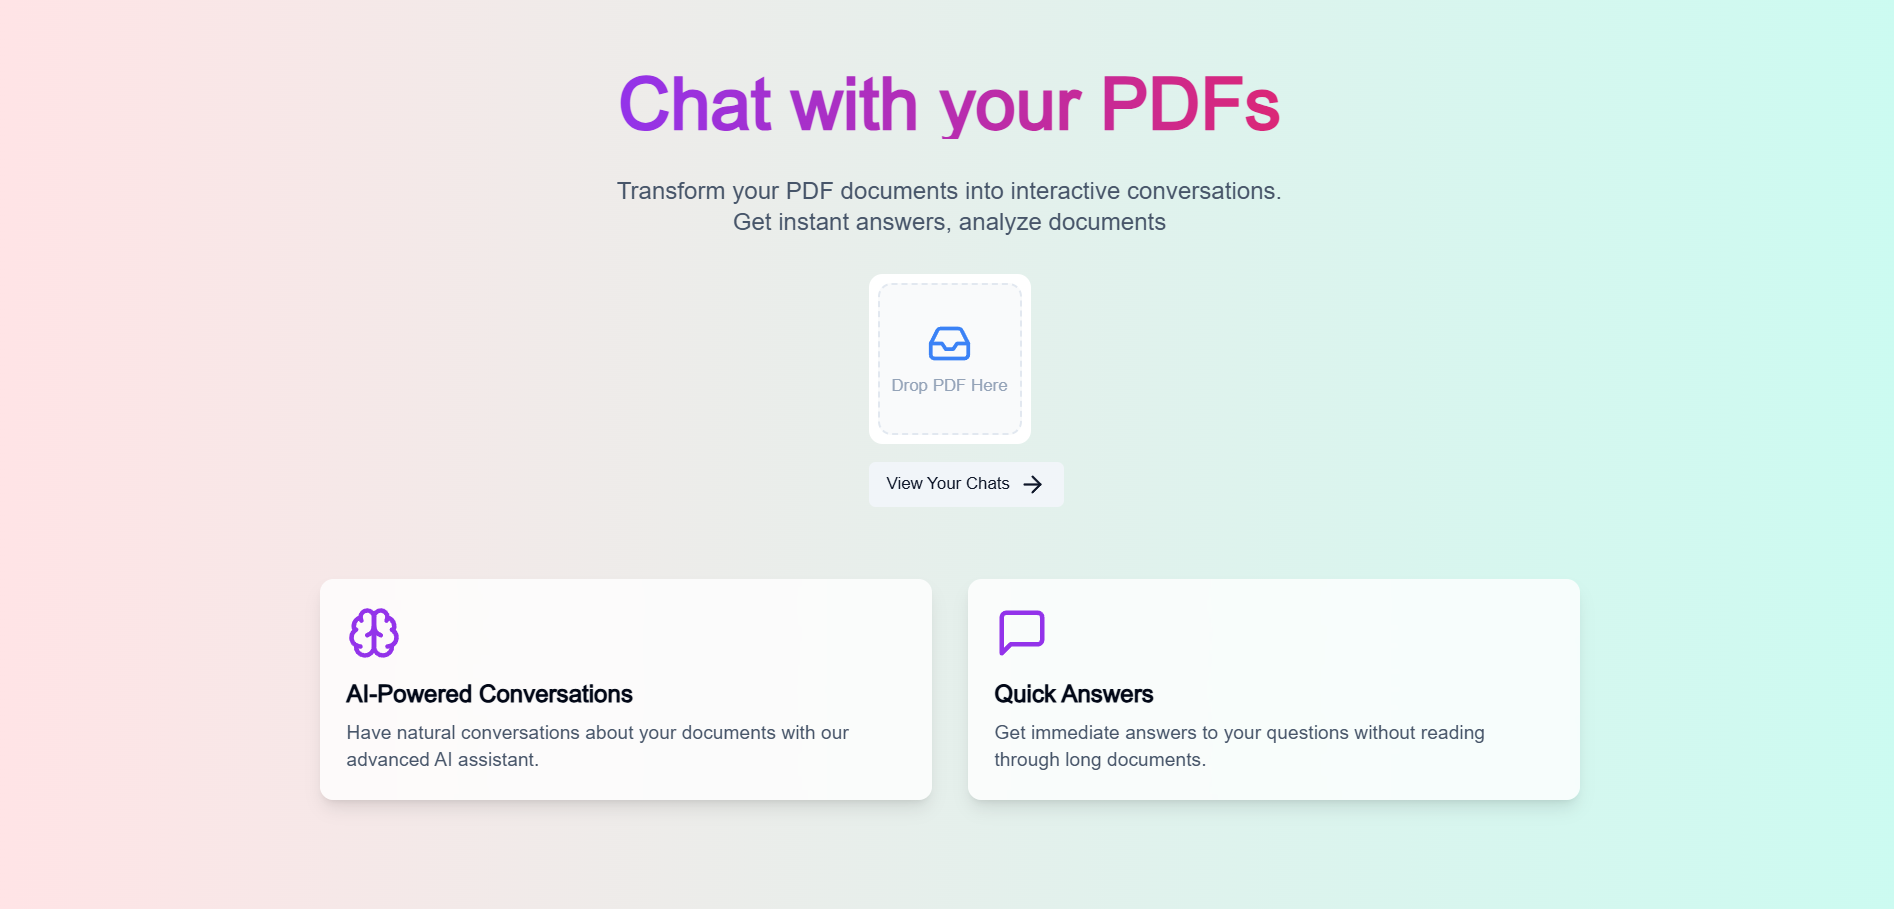 Chat with your PDFs
Transform your PDF documents into interactive conversations.
Get instant answers, analyze documents
Drop PDF Here
View Your Chats
AI-Powered Conversations
Have natural conversations about your documents with our
advanced AI assistant.
Quick Answers
Get immediate answers to your questions without reading
through long documents.